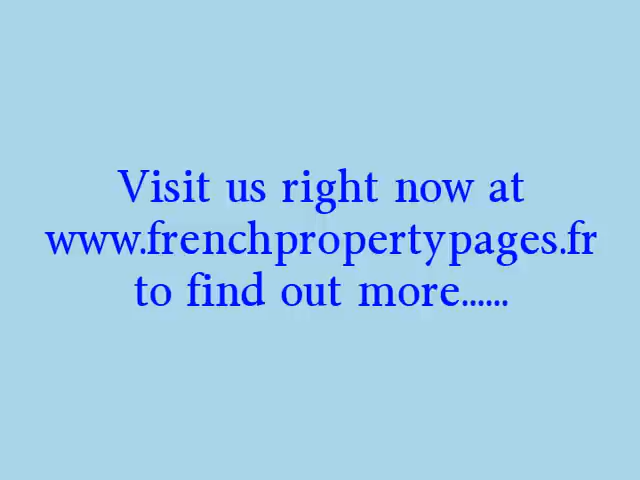 Visit us right now at
www.frenchpropertypages.fr
to find out more......